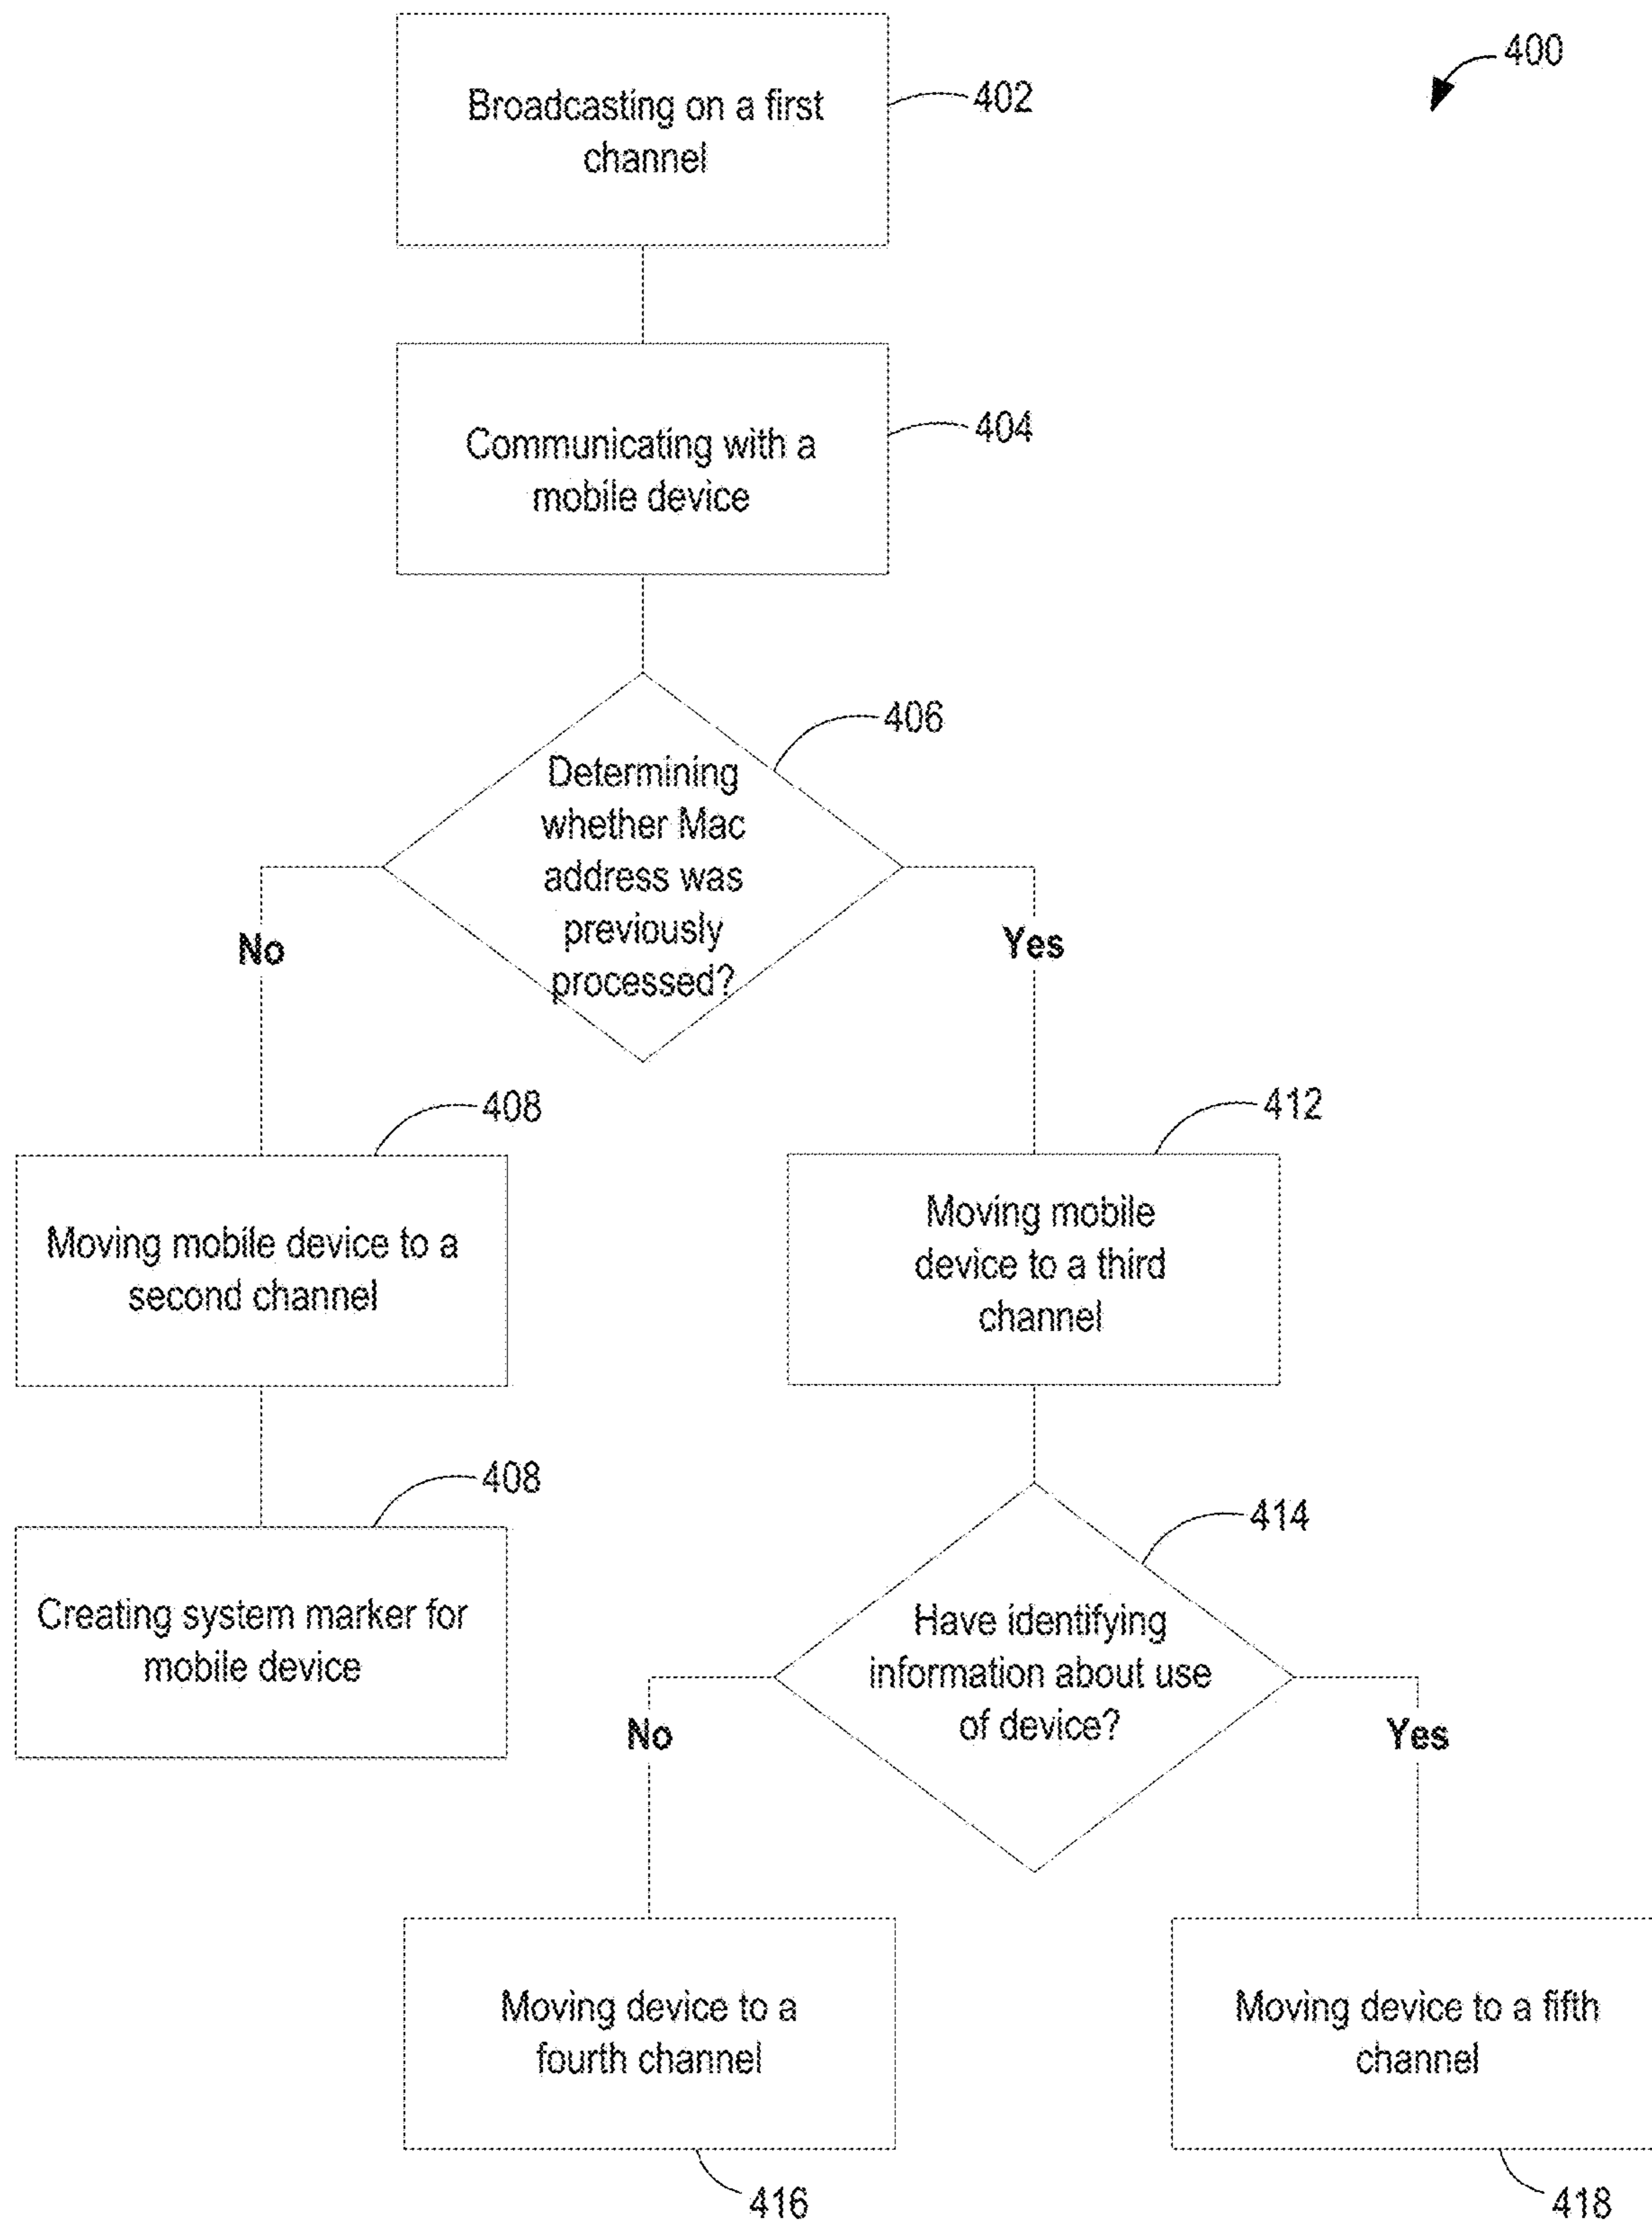 400
Broadcasting on a first
channel
402
Communicating with a
mobile device
404
406
Determining
whether Mac
address was
previously
processed?
No
Yes
408
Moving mobile device to a
second channel
412
Moving mobile
device to a third
channel
408
Creating system marker for
mobile device
414
Have identifying
information about use
of device?
No
Yes
Moving device to a
fourth channel
416
Moving device to a fifth
channel
418